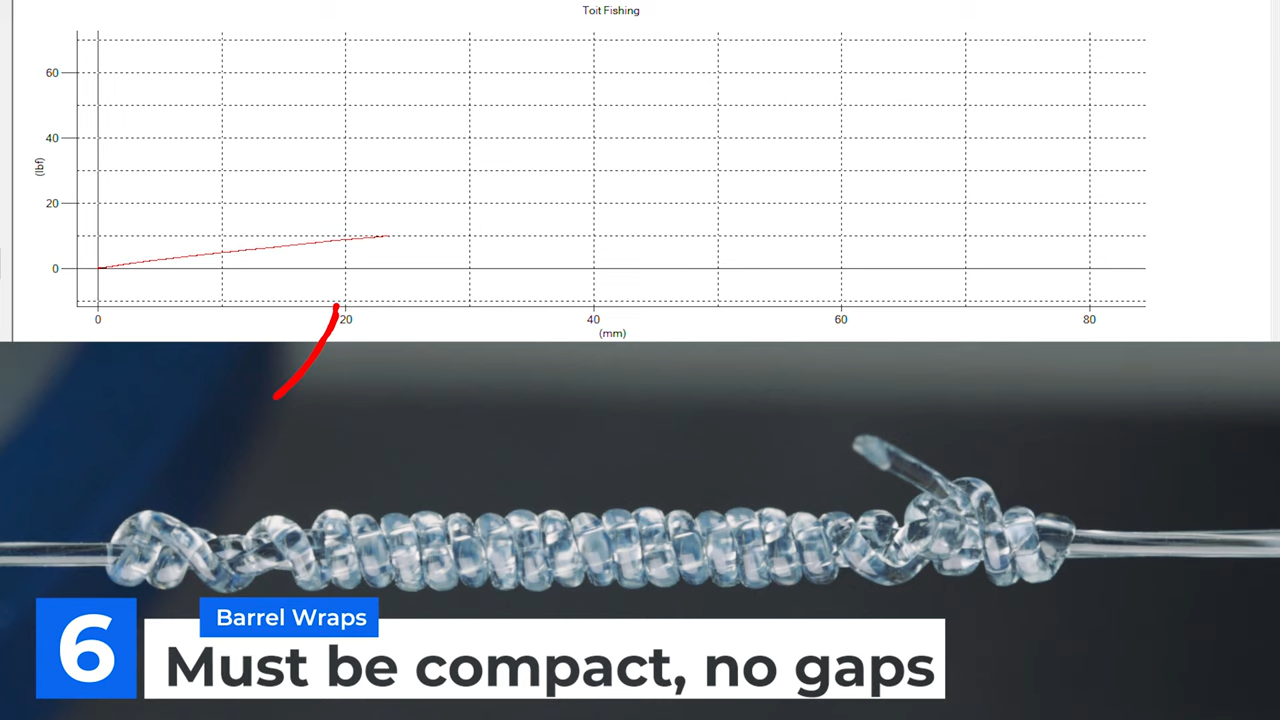 Toit Fishing
60
40
20
0
(lbf)
0 20 40 60 80
(mm)
6
Barrel Wraps
Must be compact, no gaps